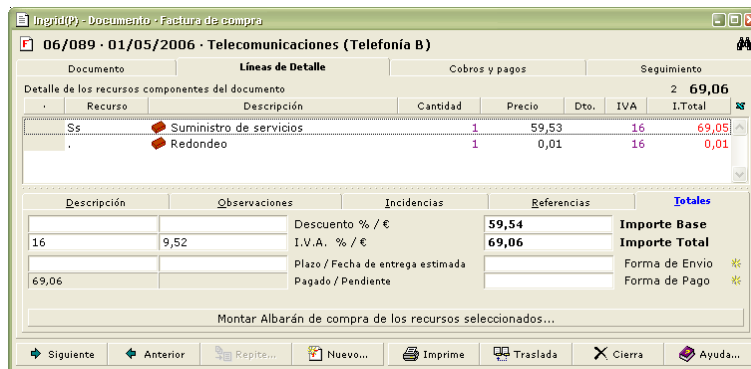 Ingrid(P) - Documento · Factura de compra
F 06/089 · 01/05/2006 · Telecomunicaciones (Telefonía B)
Documento Líneas de Detalle Cobros y pagos Seguimiento
Detalle de los recursos componentes del documento 2 69,06
· Recurso Descripción Cantidad Precio Dto. IVA I.Total
Ss Suministro de servicios 1 59,53 16 69,05
. Redondeo 1 0,01 16 0,01
Descripción Observaciones Incidencias Referencias Totales
Descuento % / € 59,54 Importe Base
16 9,52 I.V.A. % / € 69,06 Importe Total
Plazo / Fecha de entrega estimada Forma de Envio
69,06 Pagado / Pendiente Forma de Pago
Montar Albarán de compra de los recursos seleccionados...
Siguiente Anterior Repite... Nuevo... Imprime Traslada Cierra Ayuda...